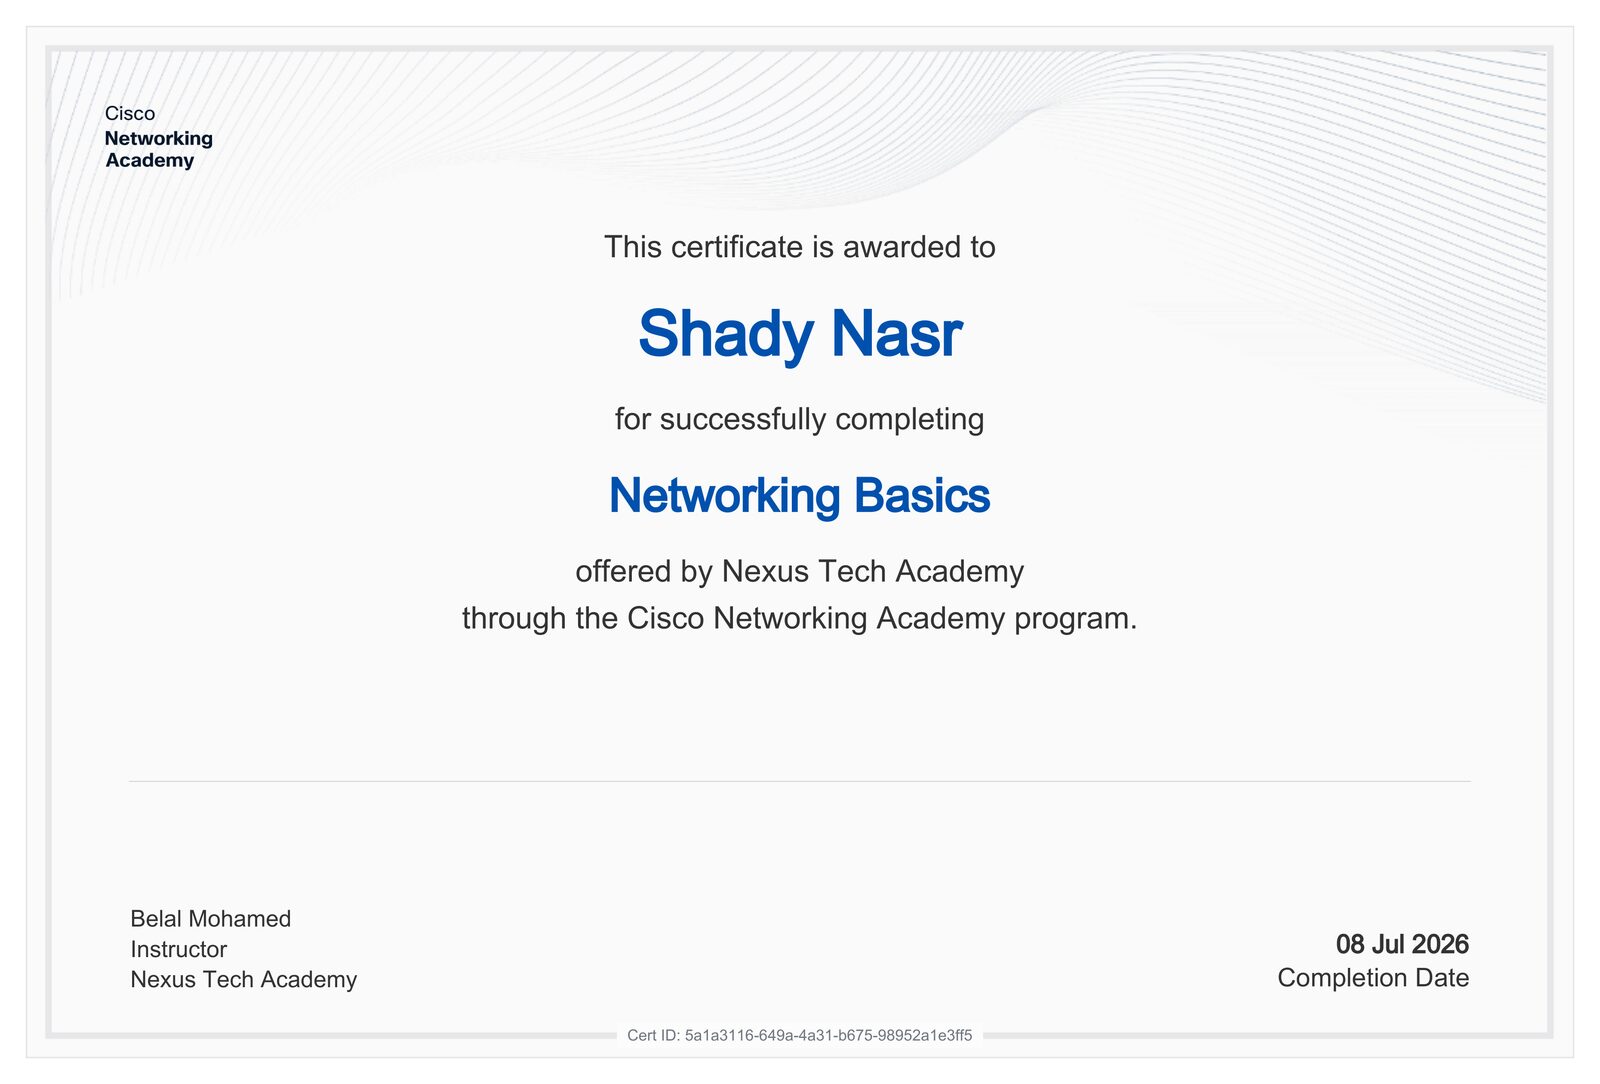 Cisco
Networking
Academy
This certificate is awarded to
Shady Nasr
for successfully completing
Networking Basics
offered by Nexus Tech Academy
through the Cisco Networking Academy program.
Belal Mohamed
Instructor
Nexus Tech Academy
08 Jul 2026
Completion Date
Cert ID: 5a1a3116-649a-4a31-b675-98952a1e3ff5